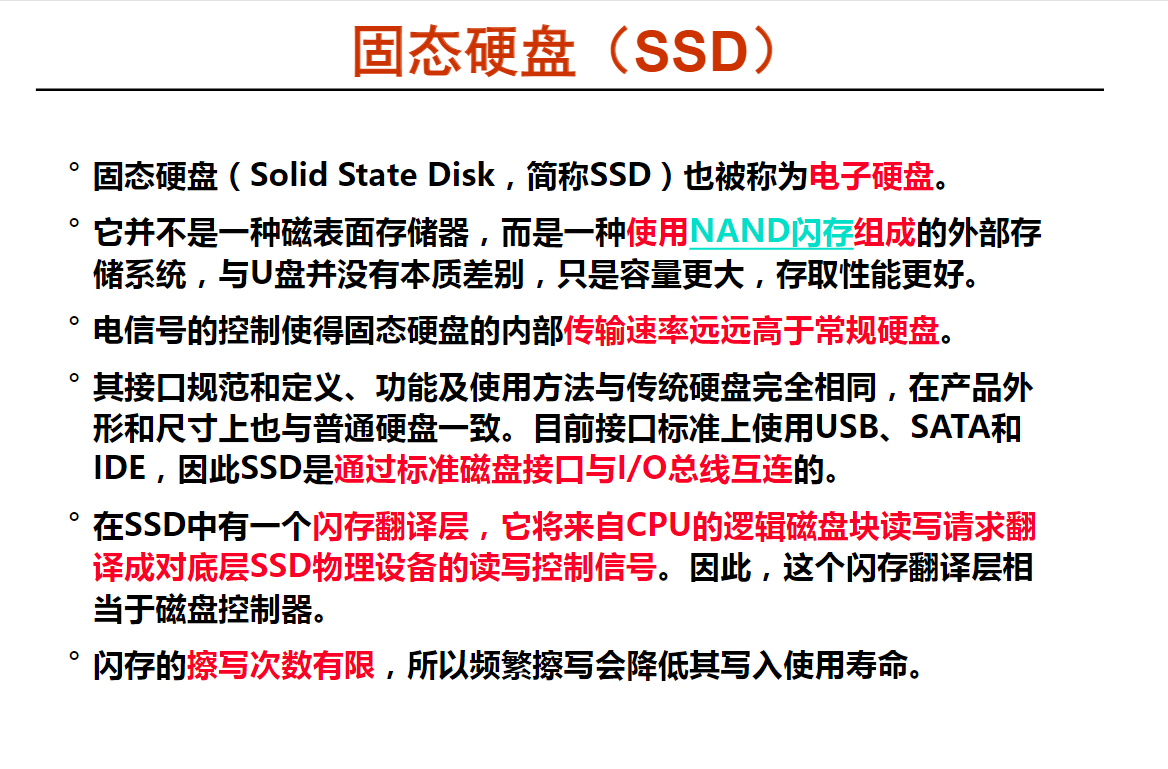 固态硬盘（SSD）
° 固态硬盘（Solid State Disk，简称SSD）也被称为电子硬盘。
° 它并不是一种磁表面存储器，而是一种使用NAND闪存组成的外部存
储系统，与U盘并没有本质差别，只是容量更大，存取性能更好。
° 电信号的控制使得固态硬盘的内部传输速率远远高于常规硬盘。
° 其接口规范和定义、功能及使用方法与传统硬盘完全相同，在产品外
形和尺寸上也与普通硬盘一致。目前接口标准上使用USB、SATA和
IDE，因此SSD是通过标准磁盘接口与I/O总线互连的。
° 在SSD中有一个闪存翻译层，它将来自CPU的逻辑磁盘块读写请求翻
译成对底层SSD物理设备的读写控制信号。因此，这个闪存翻译层相
当于磁盘控制器。
° 闪存的擦写次数有限，所以频繁擦写会降低其写入使用寿命。